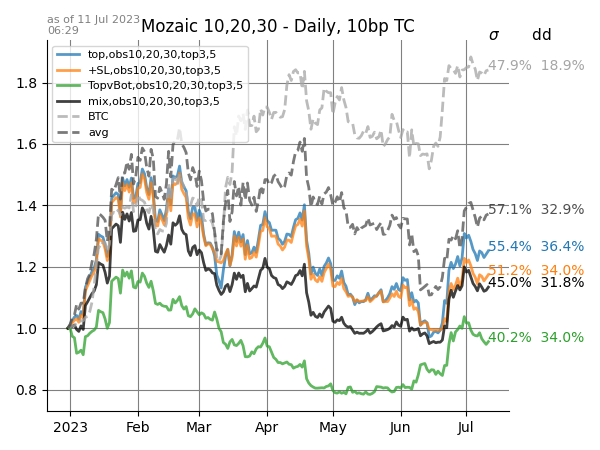 as of 11 Jul 2023
06:29
Mozaic 10,20,30 - Daily, 10bp TC
σ dd
top,obs10,20,30,top3,5
+SL,obs10,20,30,top3,5
TopvBot,obs10,20,30,top3,5
mix,obs10,20,30,top3,5
BTC
avg
47.9% 18.9%
57.1% 32.9%
55.4% 36.4%
51.2% 34.0%
45.0% 31.8%
40.2% 34.0%
1.8
1.6
1.4
1.2
1.0
0.8
2023 Feb Mar Apr May Jun Jul